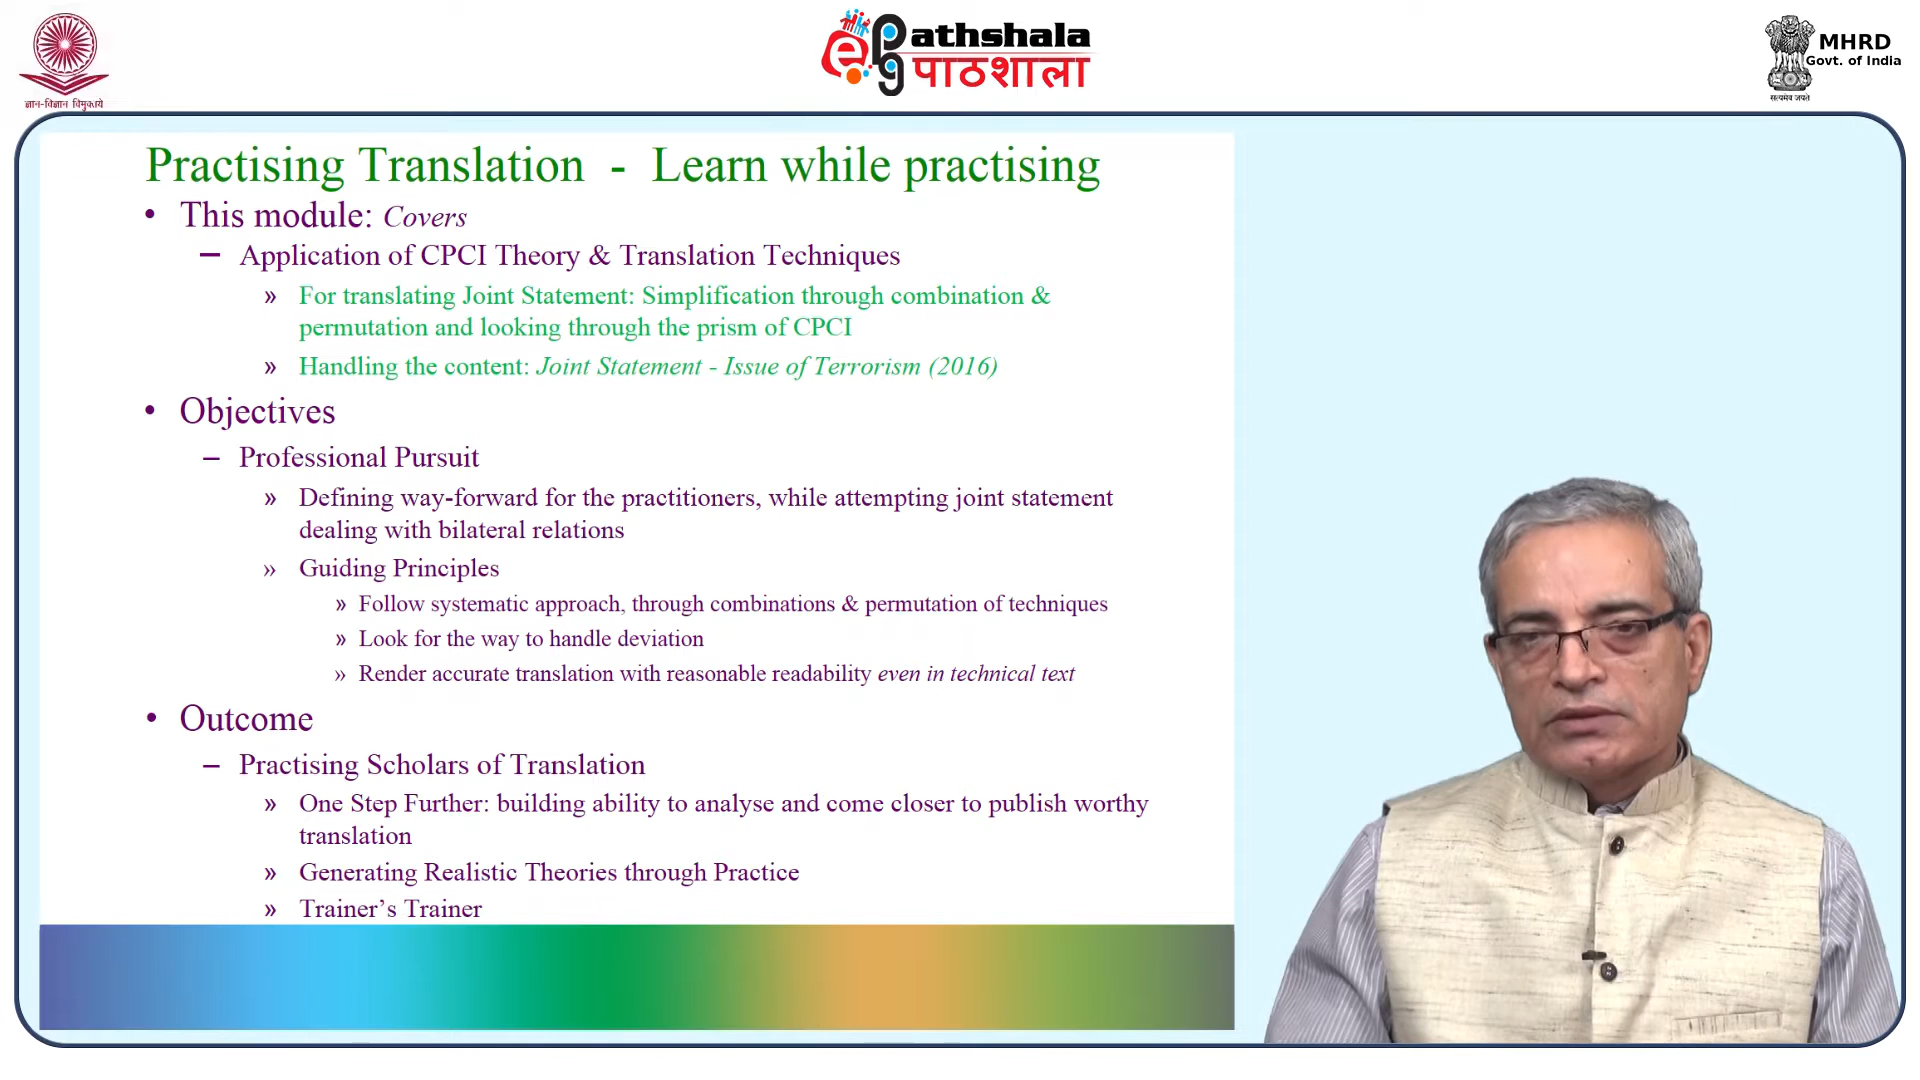 ज्ञान-विज्ञान विमुक्तये
ePathshala
पाठशाला
MHRD
Govt. of India
सत्यमेव जयते
Practising Translation - Learn while practising
• This module: Covers
– Application of CPCI Theory & Translation Techniques
» For translating Joint Statement: Simplification through combination &
permutation and looking through the prism of CPCI
» Handling the content: Joint Statement - Issue of Terrorism (2016)
• Objectives
– Professional Pursuit
» Defining way-forward for the practitioners, while attempting joint statement
dealing with bilateral relations
» Guiding Principles
» Follow systematic approach, through combinations & permutation of techniques
» Look for the way to handle deviation
» Render accurate translation with reasonable readability even in technical text
• Outcome
– Practising Scholars of Translation
» One Step Further: building ability to analyse and come closer to publish worthy
translation
» Generating Realistic Theories through Practice
» Trainer’s Trainer